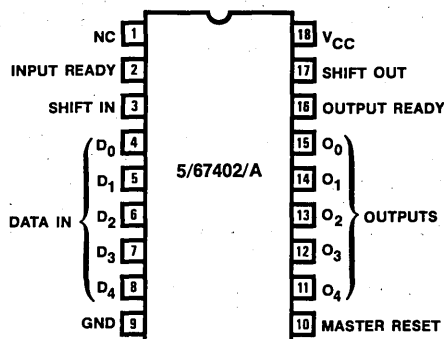 NC 1 18 VCC
INPUT READY 2 17 SHIFT OUT
SHIFT IN 3 16 OUTPUT READY
D0 4 15 O0
5/67402/A
D1 5 14 O1
DATA IN D2 6 13 O2 OUTPUTS
D3 7 12 O3
D4 8 11 O4
GND 9 10 MASTER RESET